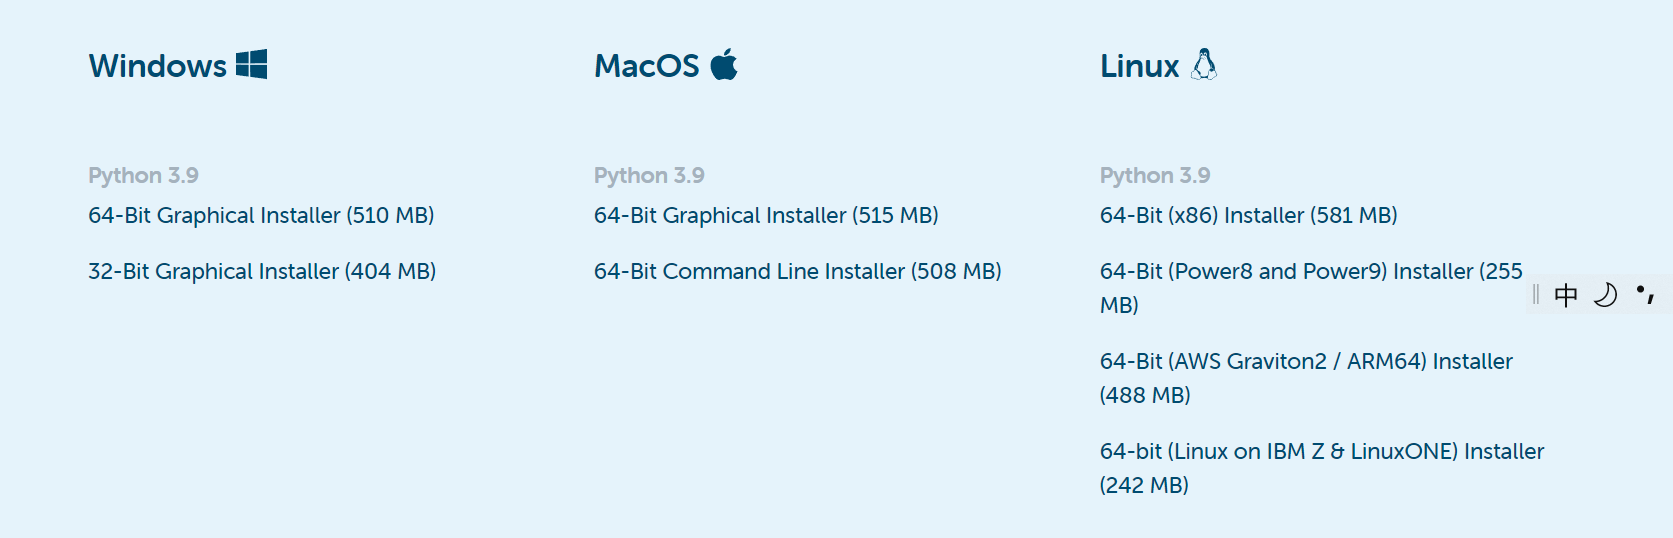 Windows
Python 3.9
64-Bit Graphical Installer (510 MB)
32-Bit Graphical Installer (404 MB)
MacOS
Python 3.9
64-Bit Graphical Installer (515 MB)
64-Bit Command Line Installer (508 MB)
Linux
Python 3.9
64-Bit (x86) Installer (581 MB)
64-Bit (Power8 and Power9) Installer (255
MB)
64-Bit (AWS Graviton2 / ARM64) Installer
(488 MB)
64-bit (Linux on IBM Z & LinuxONE) Installer
(242 MB)
中